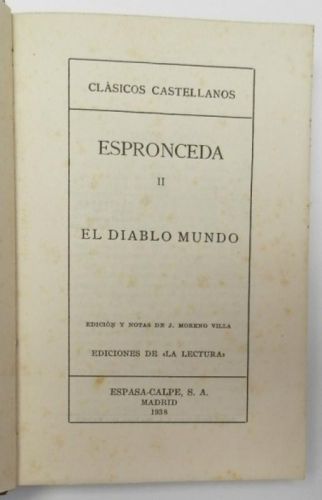 CLÁSICOS CASTELLANOS
ESPRONCEDA
II
EL DIABLO MUNDO
EDICIÓN Y NOTAS DE J. MORENO VILLA
EDICIONES DE «LA LECTURA»
ESPASA-CALPE, S. A.
MADRID
1938